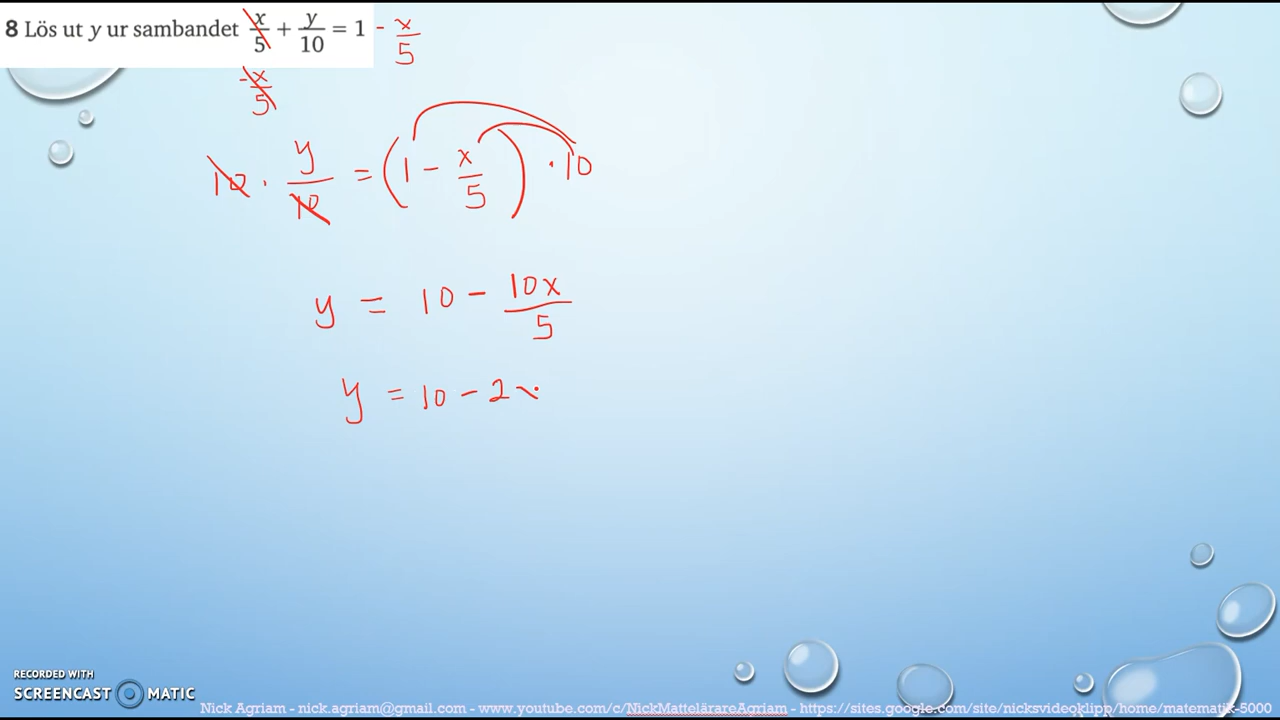 8 Lös ut y ur sambandet x/5 + y/10 = 1 - x/5
- x/5
10 · y/10 = (1 - x/5) · 10
y = 10 - 10x/5
y = 10 - 2x
RECORDED WITH
SCREENCAST MATIC
Nick Agriam - nick.agriam@gmail.com - www.youtube.com/c/NickMattelärareAgriam - https://sites.google.com/site/nicksvideoklipp/home/matematik-5000